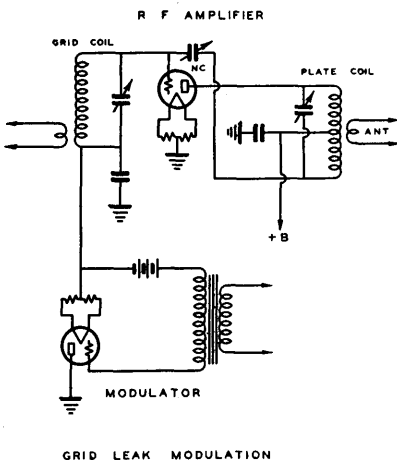 R F AMPLIFIER
GRID COIL
NC
PLATE COIL
ANT
+B
MODULATOR
GRID LEAK MODULATION